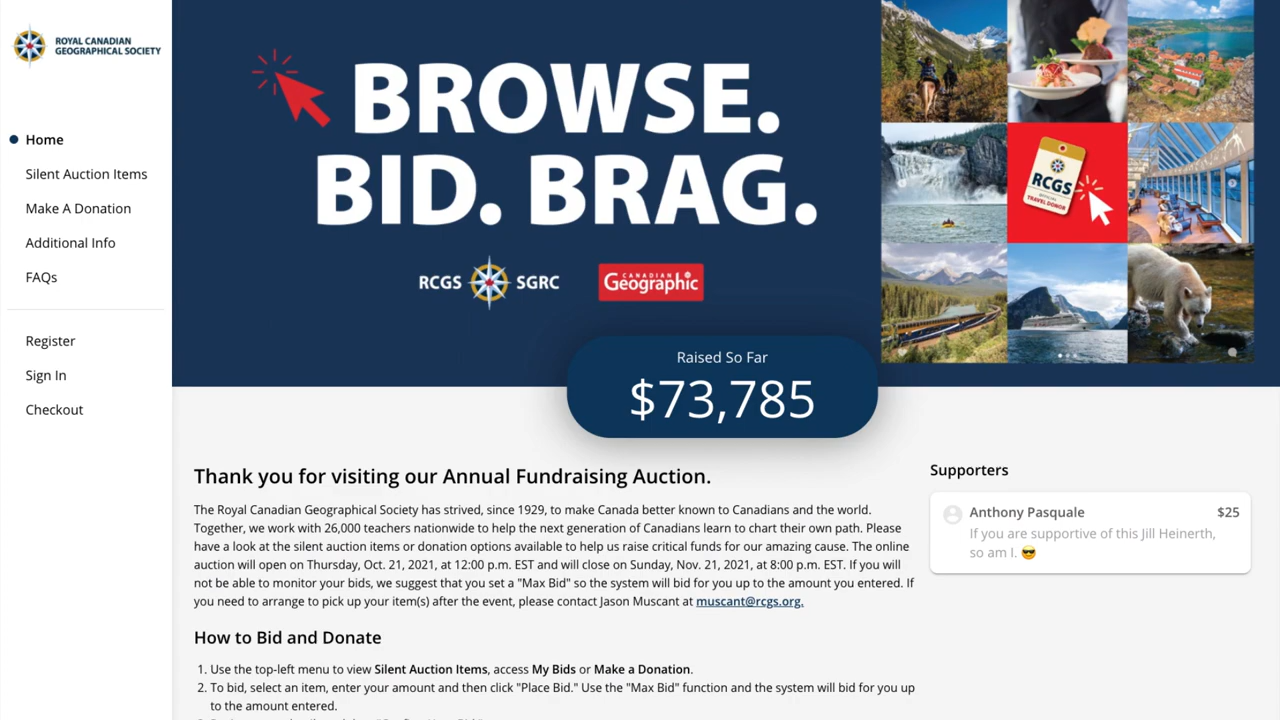 ROYAL CANADIAN
GEOGRAPHICAL SOCIETY
Home
Silent Auction Items
Make A Donation
Additional Info
FAQs
Register
Sign In
Checkout
BROWSE.
BID. BRAG.
RCGS SGRC
CANADIAN
Geographic
RCGS
TRAVEL DONOR
Raised So Far
$73,785
Thank you for visiting our Annual Fundraising Auction.
The Royal Canadian Geographical Society has strived, since 1929, to make Canada better known to Canadians and the world.
Together, we work with 26,000 teachers nationwide to help the next generation of Canadians learn to chart their own path. Please
have a look at the silent auction items or donation options available to help us raise critical funds for our amazing cause. The online
auction will open on Thursday, Oct. 21, 2021, at 12:00 p.m. EST and will close on Sunday, Nov. 21, 2021, at 8:00 p.m. EST. If you will
not be able to monitor your bids, we suggest that you set a "Max Bid" so the system will bid for you up to the amount you entered. If
you need to arrange to pick up your item(s) after the event, please contact Jason Muscant at muscant@rcgs.org.
How to Bid and Donate
1. Use the top-left menu to view Silent Auction Items, access My Bids or Make a Donation.
2. To bid, select an item, enter your amount and then click "Place Bid." Use the "Max Bid" function and the system will bid for you up
to the amount entered.
Supporters
Anthony Pasquale $25
If you are supportive of this Jill Heinerth,
so am I. 😎